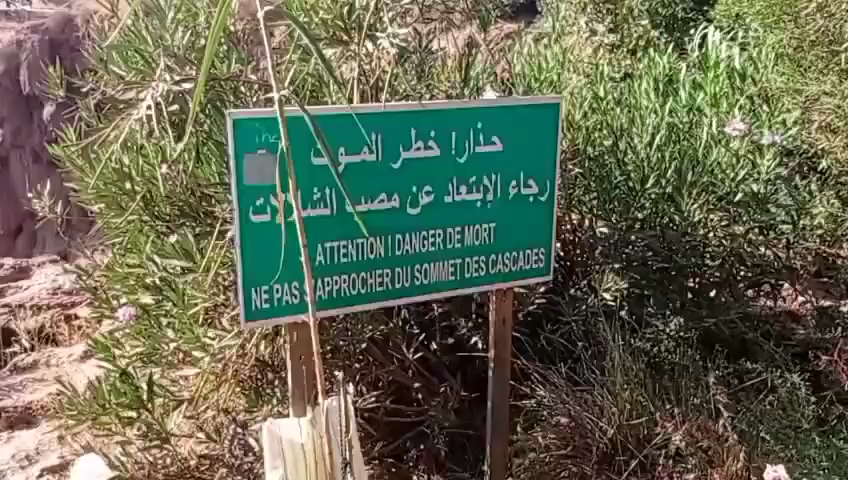 حذار! خطر الموت
رجاء الإبتعاد عن مصب الشلالات
ATTENTION ! DANGER DE MORT
NE PAS S'APPROCHER DU SOMMET DES CASCADES